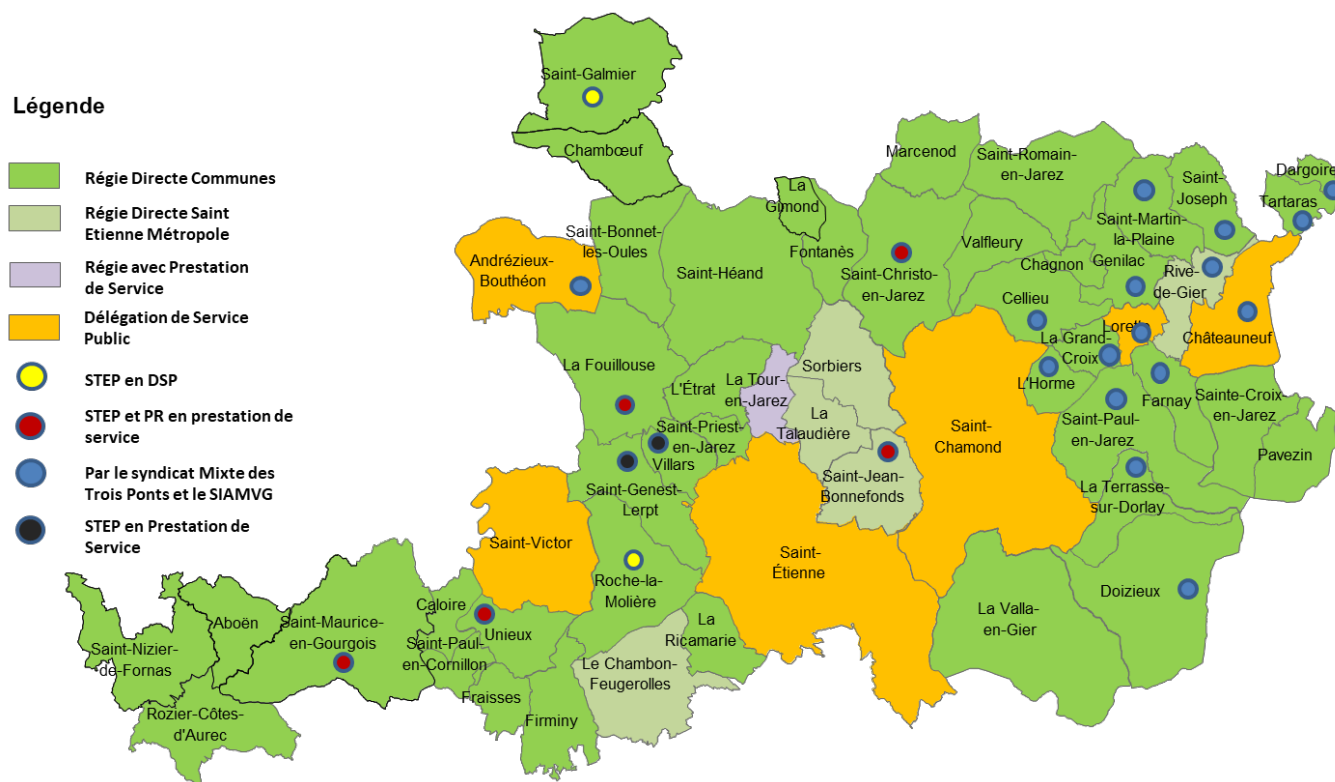 Légende
Régie Directe Communes
Régie Directe Saint
Etienne Métropole
Régie avec Prestation
de Service
Délégation de Service
Public
STEP en DSP
STEP et PR en prestation de
service
Par le syndicat Mixte des
Trois Ponts et le SIAMVG
STEP en Prestation de
Service
Saint-Galmier
Chambœuf
Andrézieux-
Bouthéon
Saint-Bonnet-
les-Oules
Saint-Héand
La
Gimond
Fontanès
Marcenod
Saint-Christo-
en-Jarez
Saint-Romain-
en-Jarez
Valfleury
Chagnon
Cellieu
Saint-Martin-
la-Plaine
Genilac
Saint-
Joseph
Dargoire
Tartaras
Rive-
de-Gier
Châteauneuf
Lorette
La Grand-
Croix
L'Horme
Farnay
Saint-Paul-
en-Jarez
Sainte-Croix-
en-Jarez
Pavezin
La Terrasse-
sur-Dorlay
Doizieux
La Valla-
en-Gier
Saint-
Chamond
Sorbiers
La
Talaudière
Saint-Jean-
Bonnefonds
La Tour-
en-Jarez
L'Étrat
La Fouillouse
Saint-Priest-
en-Jarez
Villars
Saint-Genest-
Lerpt
Saint-
Étienne
Saint-Victor
Roche-la-
Molière
La
Ricamarie
Le Chambon-
Feugerolles
Firminy
Fraisses
Unieux
Caloire
Saint-Paul-
en-Cornillon
Saint-Maurice-
en-Gourgois
Aboën
Saint-Nizier-
de-Fornas
Rozier-Côtes-
d'Aurec